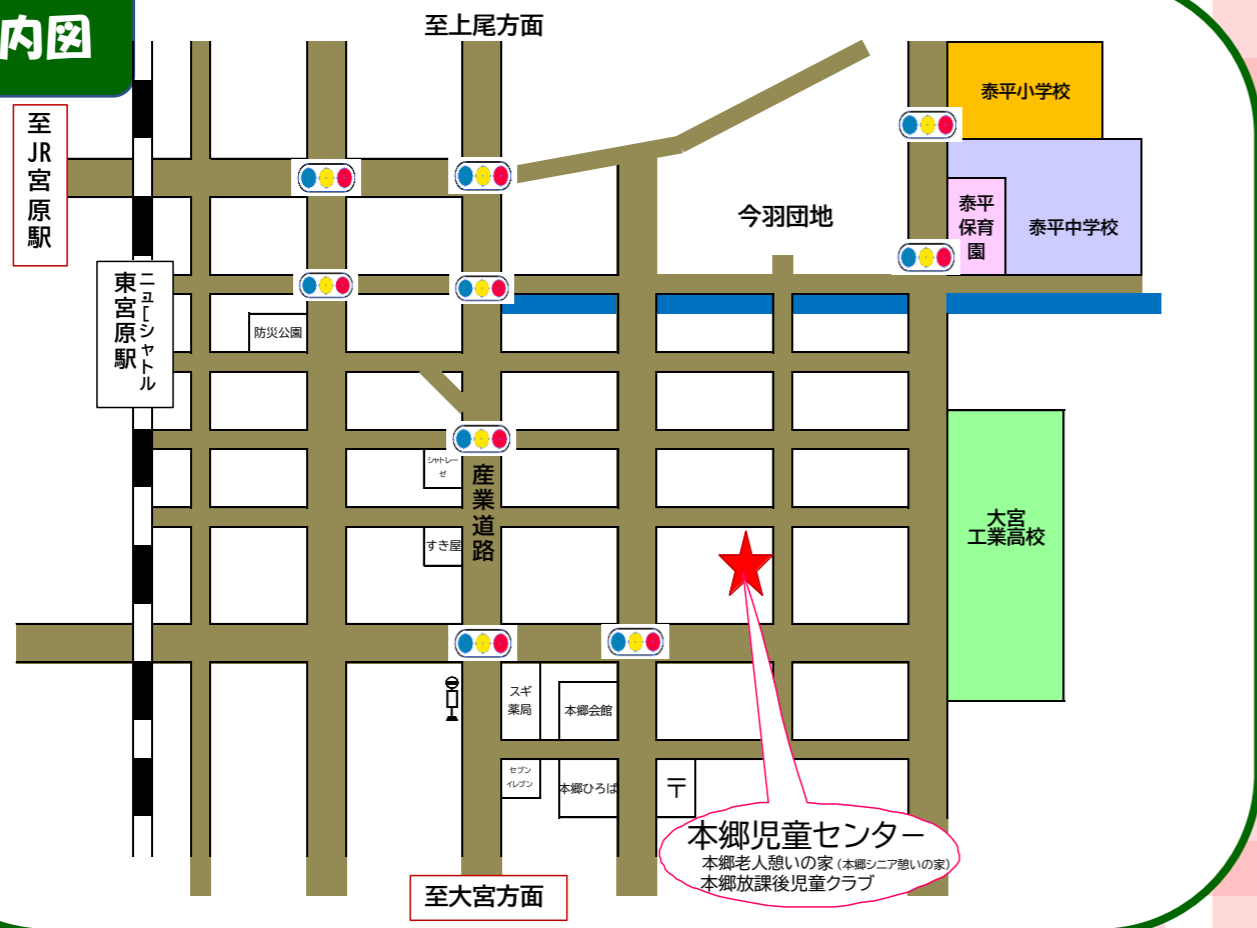 内図
至上尾方面
至JR宮原駅
泰平小学校
泰平保育園
泰平中学校
今羽団地
ニューシャトル
東宮原駅
防災公園
シャトレー
ゼ
産業道路
すき屋
大宮
工業高校
スギ
薬局
本郷会館
セブン
イレブン
本郷ひろば
〒
本郷児童センター
本郷老人憩いの家(本郷シニア憩いの家)
本郷放課後児童クラブ
至大宮方面